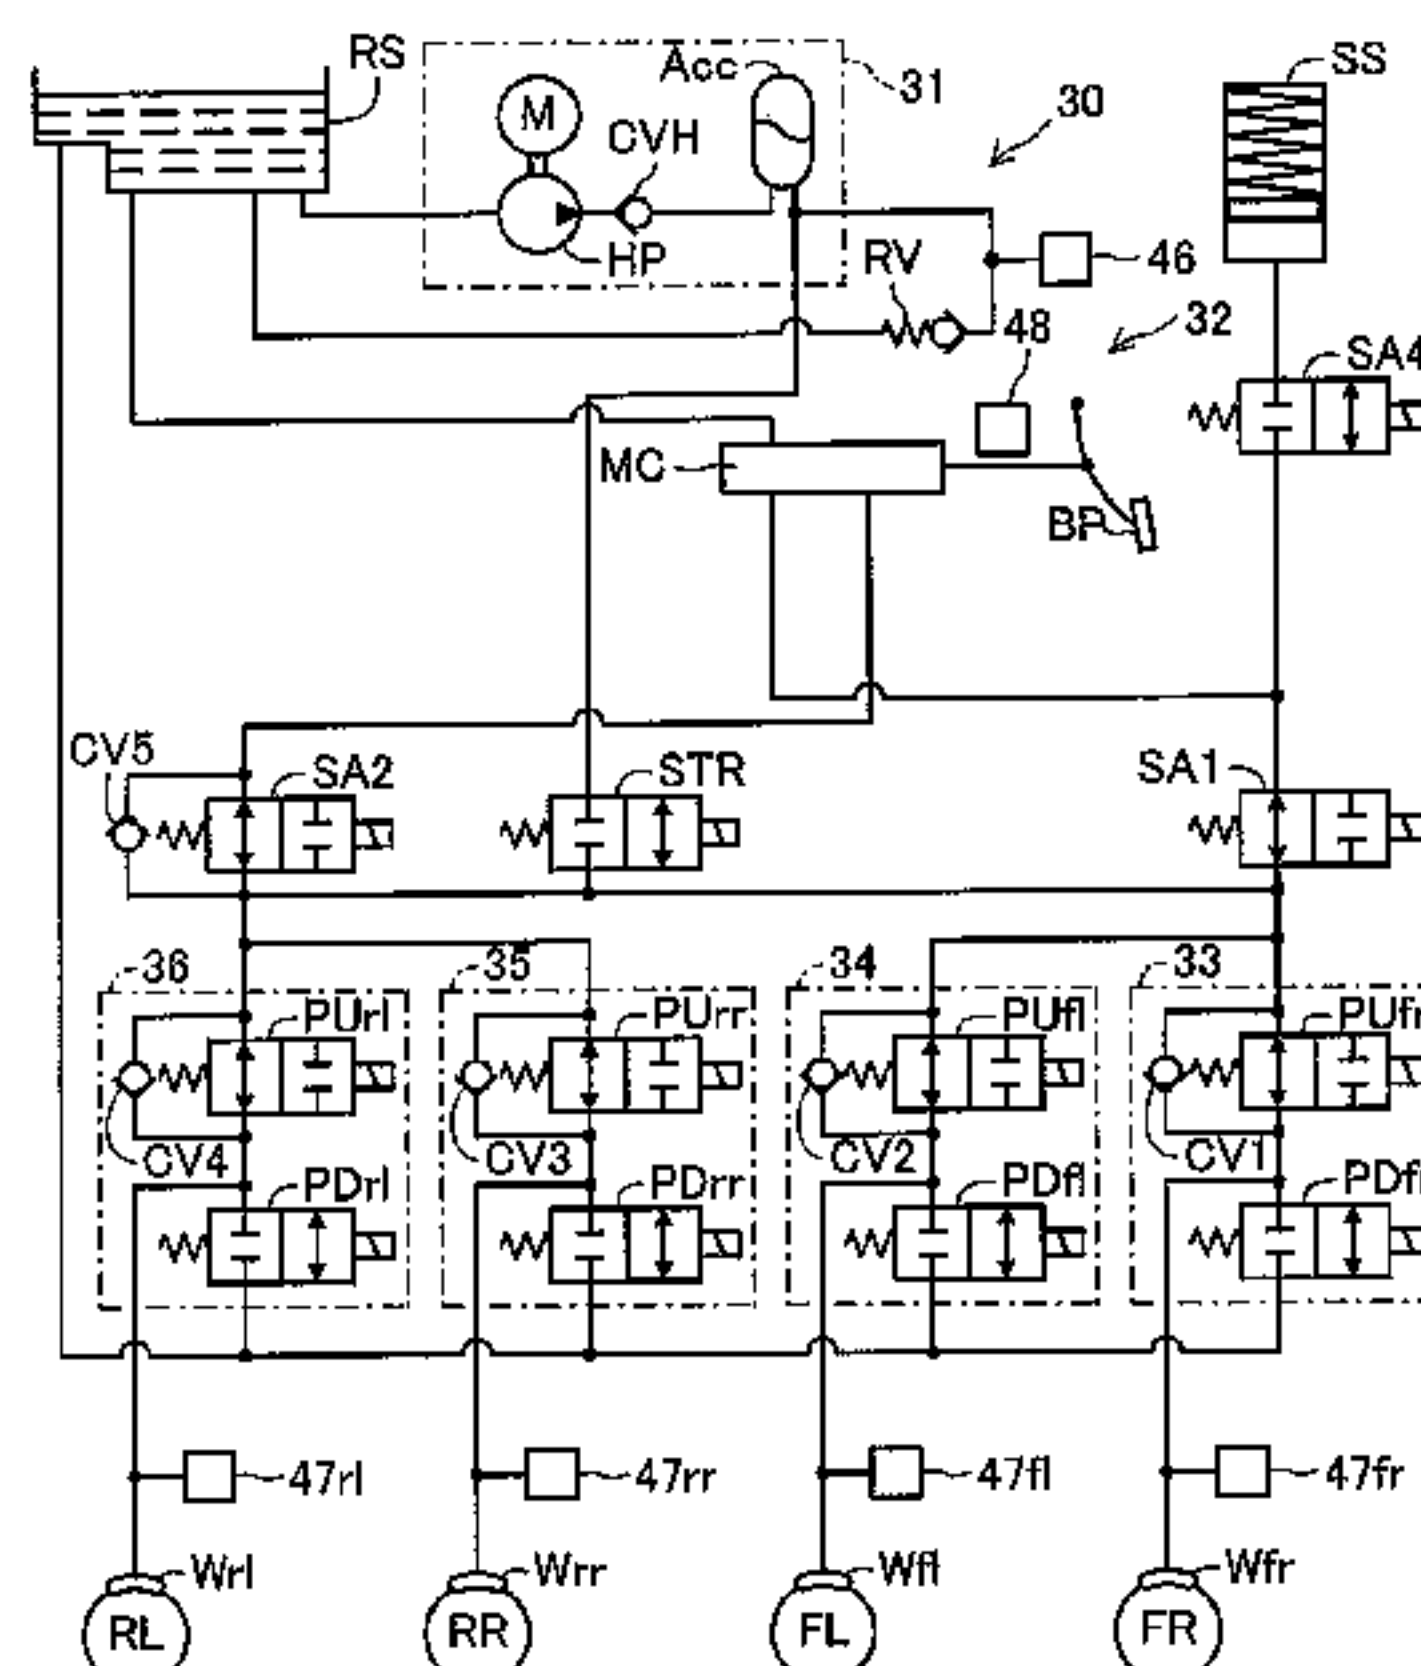 RS
Acc
31
SS
M
CVH
30
HP
RV
46
48
32
SA4
MC
BP
CV5
SA2
STR
SA1
36
35
34
33
PUrl
PUrr
PUfl
PUfr
CV4
CV3
CV2
CV1
PDrl
PDrr
PDfl
47rl
47rr
47fl
47fr
Wrl
Wrr
Wfl
Wfr
RL
RR
FL
FR